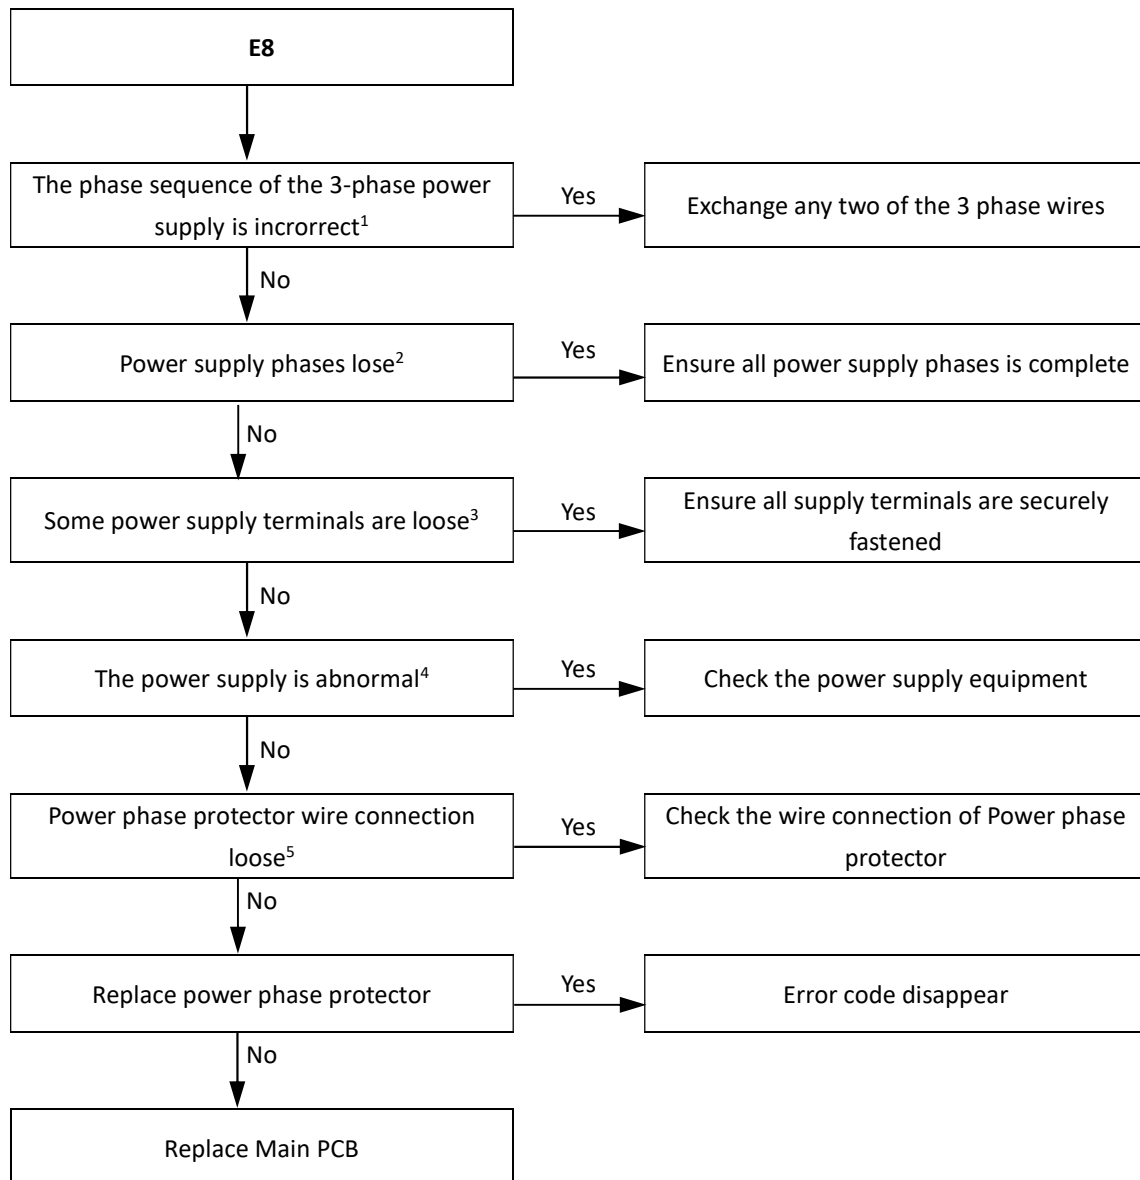 E8
The phase sequence of the 3-phase power
supply is incrorrect¹
Yes
Exchange any two of the 3 phase wires
No
Power supply phases lose²
Yes
Ensure all power supply phases is complete
No
Some power supply terminals are loose³
Yes
Ensure all supply terminals are securely
fastened
No
The power supply is abnormal⁴
Yes
Check the power supply equipment
No
Power phase protector wire connection
loose⁵
Yes
Check the wire connection of Power phase
protector
No
Replace power phase protector
Yes
Error code disappear
No
Replace Main PCB